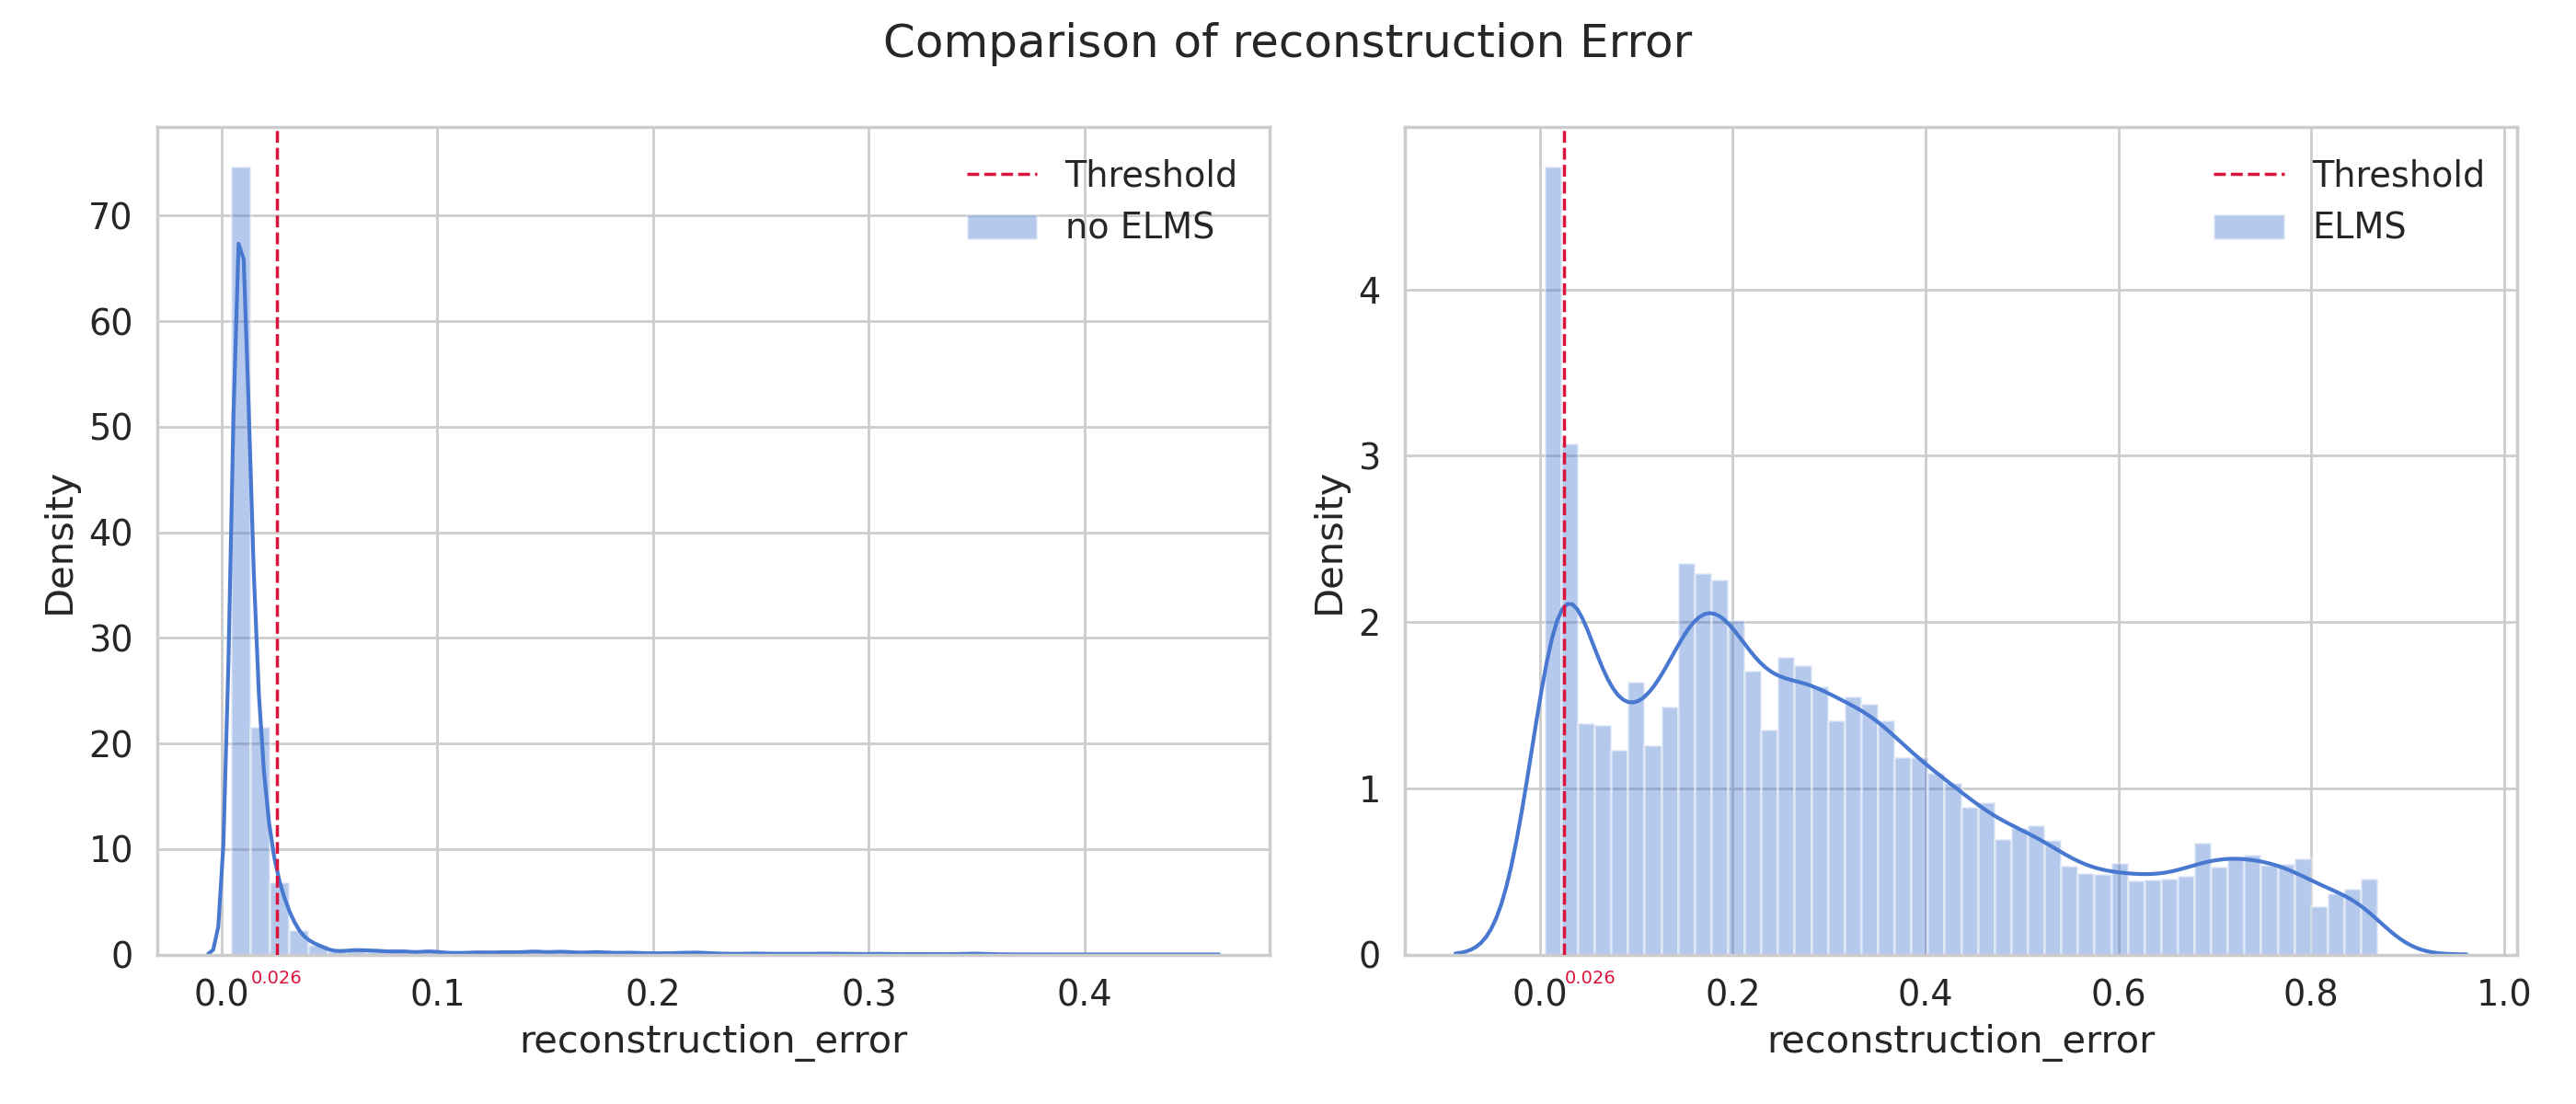 Comparison of reconstruction Error
Threshold
no ELMS
70
60
50
40
30
20
10
0
Density
0.0
0.026
0.1
0.2
0.3
0.4
reconstruction_error
Threshold
ELMS
4
3
2
1
0
Density
0.0
0.026
0.2
0.4
0.6
0.8
1.0
reconstruction_error